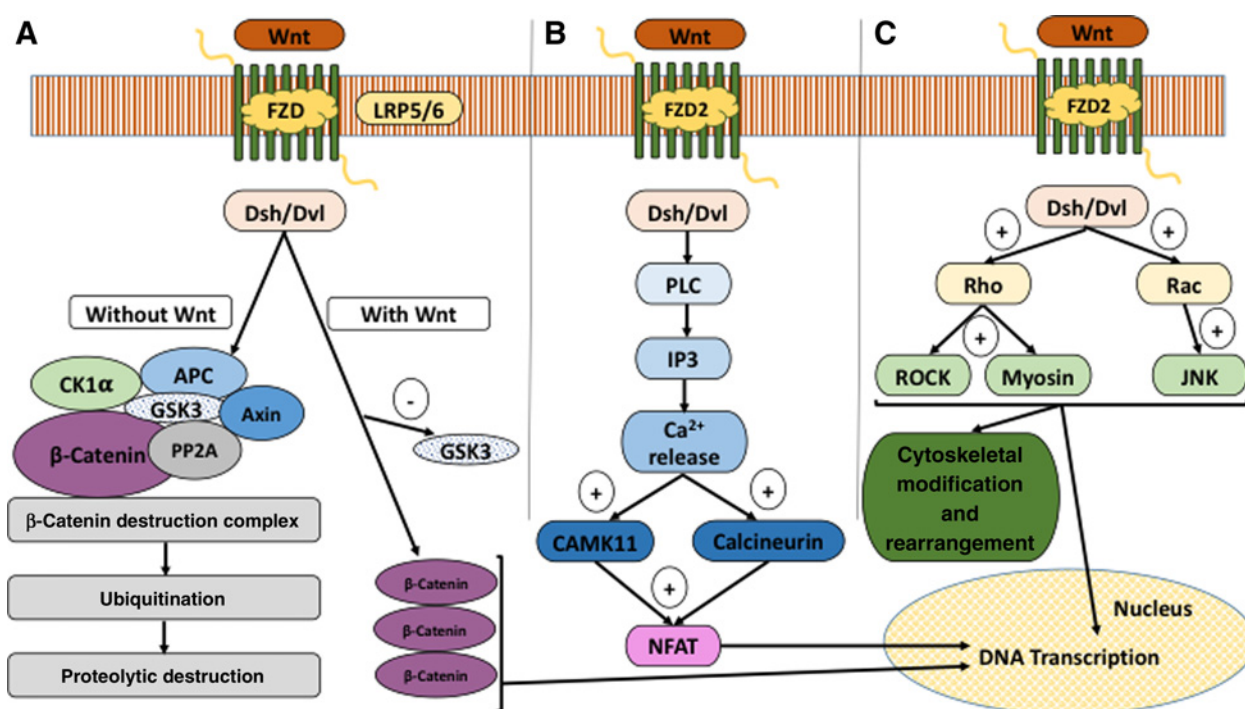 A
Wnt
FZD
LRP5/6
Dsh/Dvl
Without Wnt
With Wnt
CK1α
APC
GSK3
Axin
β-Catenin
PP2A
-
GSK3
β-Catenin destruction complex
Ubiquitination
Proteolytic destruction
β-Catenin
β-Catenin
β-Catenin
B
Wnt
FZD2
Dsh/Dvl
PLC
IP3
Ca²⁺
release
+
+
CAMK11
Calcineurin
+
NFAT
C
Wnt
FZD2
Dsh/Dvl
+
+
Rho
Rac
+
+
ROCK
Myosin
JNK
Cytoskeletal
modification
and
rearrangement
Nucleus
DNA Transcription